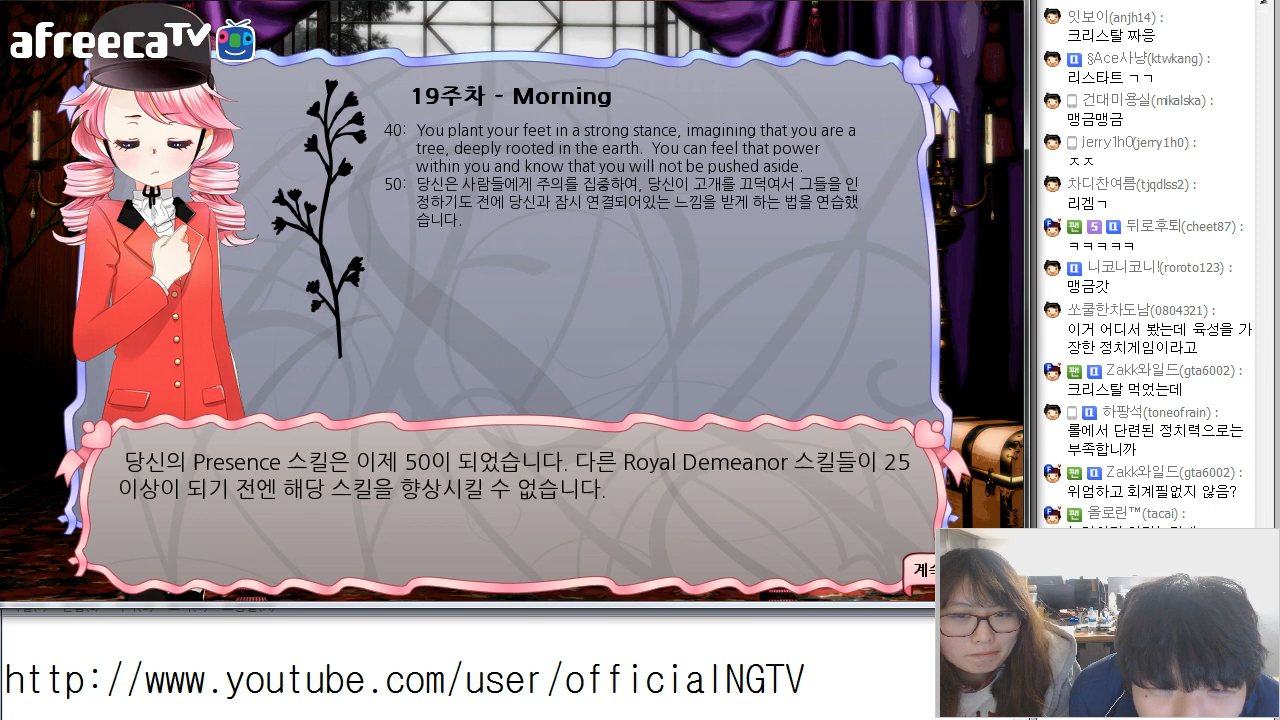 afreecaTV
19주차 - Morning
40: You plant your feet in a strong stance, imagining that you are a
tree, deeply rooted in the earth. You can feel that power
within you and know that you will not be pushed aside.
50: 당신은 사람들에게 주의를 집중하여, 당신이 고개를 끄덕여서 그들을 인
정하기도 전에 당신과 잠시 연결되어있는 느낌을 받게 하는 법을 연습했
습니다.
당신의 Presence 스킬은 이제 50이 되었습니다. 다른 Royal Demeanor 스킬들이 25
이상이 되기 전엔 해당 스킬을 향상시킬 수 없습니다.
http://www.youtube.com/user/officialNGTV
잇보이(anjh14) :
크리스탈 짜응
§Ace사냥(ktwkang) :
리스타트 ㄱㄱ
건대미용실(mikalska) :
맹금맹금
jerry1h0(jerry1h0) :
ㅈㅈ
차디찬여름(tjqdlss2) :
리겜ㄱ
팬 S 뒤로후퇴(cheet87) :
ㅋㅋㅋㅋㅋ
니코니코니!(roroto123) :
맹금갓
쏘쿨한차도남(0804321) :
이거 어디서 봤는데 육성을 가
장한 정치게임이라고
팬 Zakk와일드(gta6002) :
크리스탈 먹었는데
하팡석(toneofrain) :
롤에서 단련된 정치력으로는
부족합니까
팬 Zakk와일드(gta6002) :
위엄하고 회계필없지 않음?
팬 올로린™(tacai) :